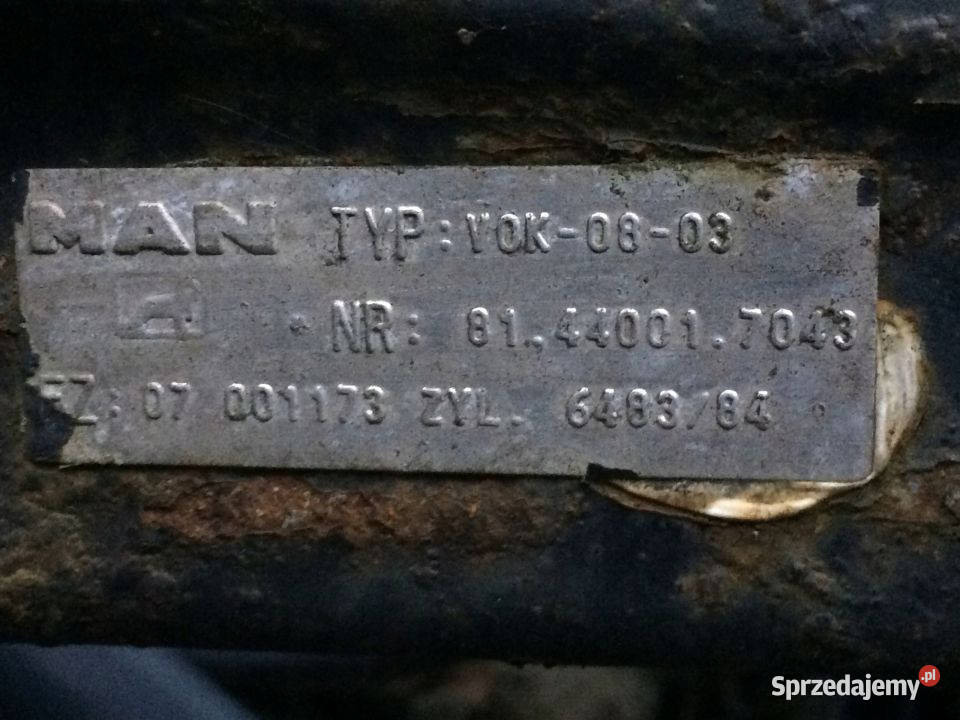 MAN TYP: VOK-08-03
NR: 81.44001.7043
FZ: 07 001173 ZYL. 6483/84
Sprzedajemy.pl